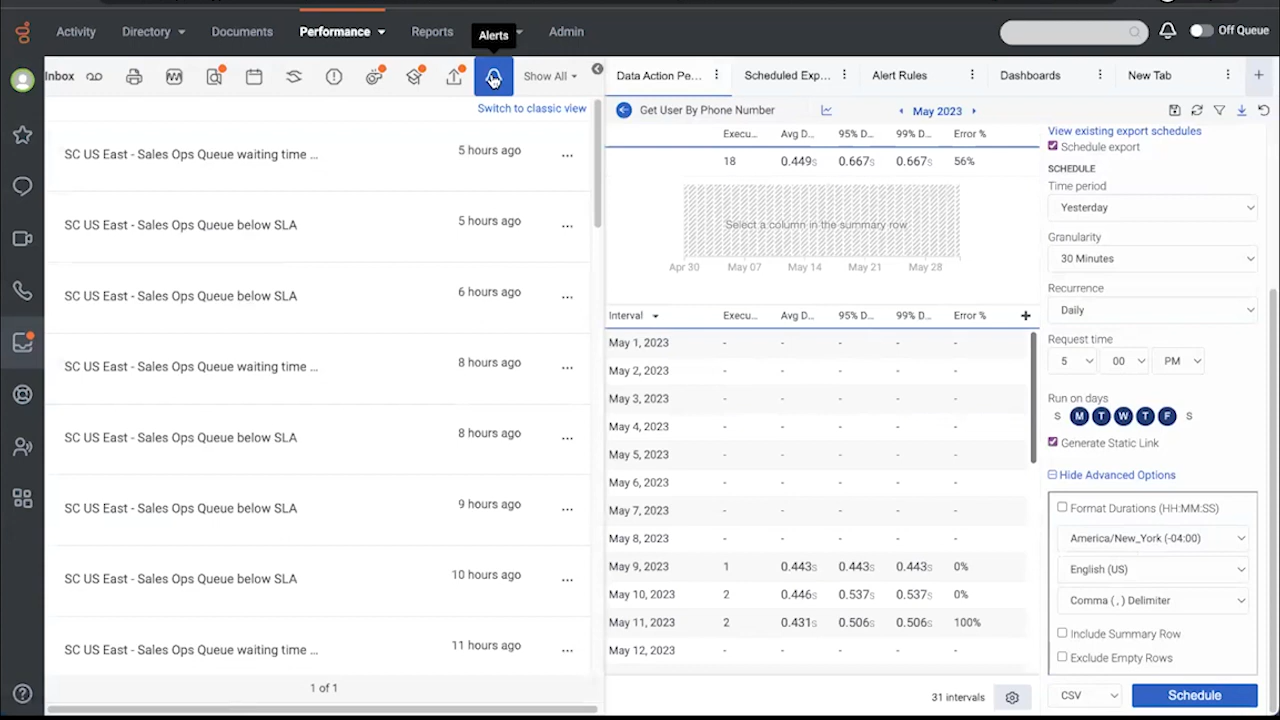 Activity Directory Documents Performance Reports Alerts Admin Off Queue
Inbox Show All
Switch to classic view
SC US East - Sales Ops Queue waiting time ... 5 hours ago
SC US East - Sales Ops Queue below SLA 5 hours ago
SC US East - Sales Ops Queue below SLA 6 hours ago
SC US East - Sales Ops Queue waiting time ... 8 hours ago
SC US East - Sales Ops Queue below SLA 8 hours ago
SC US East - Sales Ops Queue below SLA 9 hours ago
SC US East - Sales Ops Queue below SLA 10 hours ago
SC US East - Sales Ops Queue waiting time ... 11 hours ago
1 of 1
Data Action Pe... Scheduled Exp... Alert Rules Dashboards New Tab
Get User By Phone Number May 2023
Execu... Avg D... 95% D... 99% D... Error %
18 0.449s 0.667s 0.667s 56%
Select a column in the summary row
Apr 30 May 07 May 14 May 21 May 28
Interval Execu... Avg D... 95% D... 99% D... Error %
May 1, 2023 - - - - -
May 2, 2023 - - - - -
May 3, 2023 - - - - -
May 4, 2023 - - - - -
May 5, 2023 - - - - -
May 6, 2023 - - - - -
May 7, 2023 - - - - -
May 8, 2023 - - - - -
May 9, 2023 1 0.443s 0.443s 0.443s 0%
May 10, 2023 2 0.446s 0.537s 0.537s 0%
May 11, 2023 2 0.431s 0.506s 0.506s 100%
May 12, 2023 - - - - -
31 intervals
View existing export schedules
Schedule export
SCHEDULE
Time period
Yesterday
Granularity
30 Minutes
Recurrence
Daily
Request time
5 00 PM
Run on days
S M T W T F S
Generate Static Link
Hide Advanced Options
Format Durations (HH:MM:SS)
America/New_York (-04:00)
English (US)
Comma ( , ) Delimiter
Include Summary Row
Exclude Empty Rows
CSV Schedule